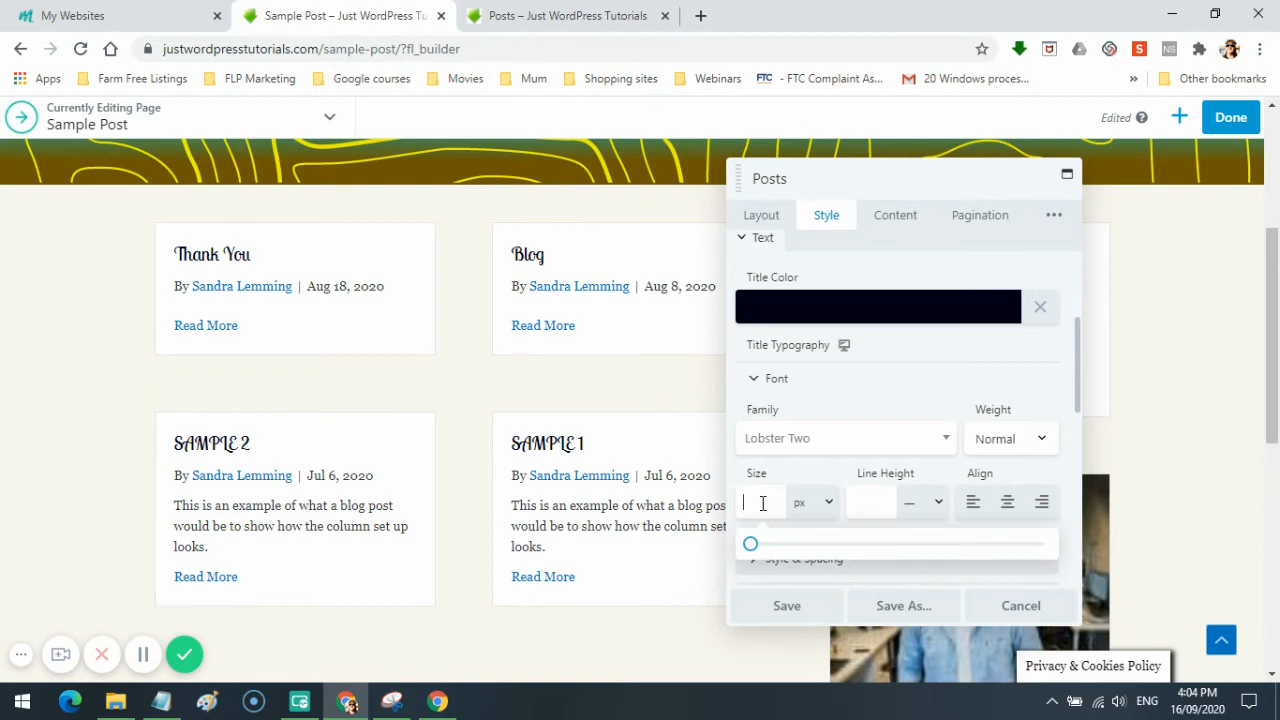 My Websites
Sample Post – Just WordPress Tu
Posts – Just WordPress Tutorials
justwordpresstutorials.com/sample-post/?fl_builder
S
NS
Apps
Farm Free Listings
FLP Marketing
Google courses
Movies
Mum
Shopping sites
Webinars
FTC
- FTC Complaint As...
20 Windows proces...
»
Other bookmarks
Currently Editing Page
Sample Post
Edited
Done
Posts
Layout
Style
Content
Pagination
Text
Title Color
Title Typography
Font
Family
Weight
Lobster Two
Normal
Size
Line Height
Align
px
Style & Spacing
Save
Save As...
Cancel
Thank You
By Sandra Lemming | Aug 18, 2020
Read More
Blog
By Sandra Lemming | Aug 8, 2020
Read More
SAMPLE 2
By Sandra Lemming | Jul 6, 2020
This is an example of what a blog post
would be to show how the column set up
looks.
Read More
SAMPLE 1
By Sandra Lemming | Jul 6, 2020
This is an example of what a blog pos
would be to show how the column set
looks.
Read More
Privacy & Cookies Policy
ENG
4:04 PM
16/09/2020